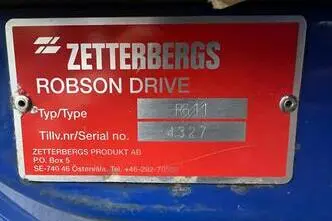 ZETTERBERGS
ROBSON DRIVE
Typ/Type R611
Tillv.nr/Serial no. 4327
ZETTERBERGS PRODUKT AB
P.O. Box 5
SE-740 46 Östervåla. Tel. +46-292-70